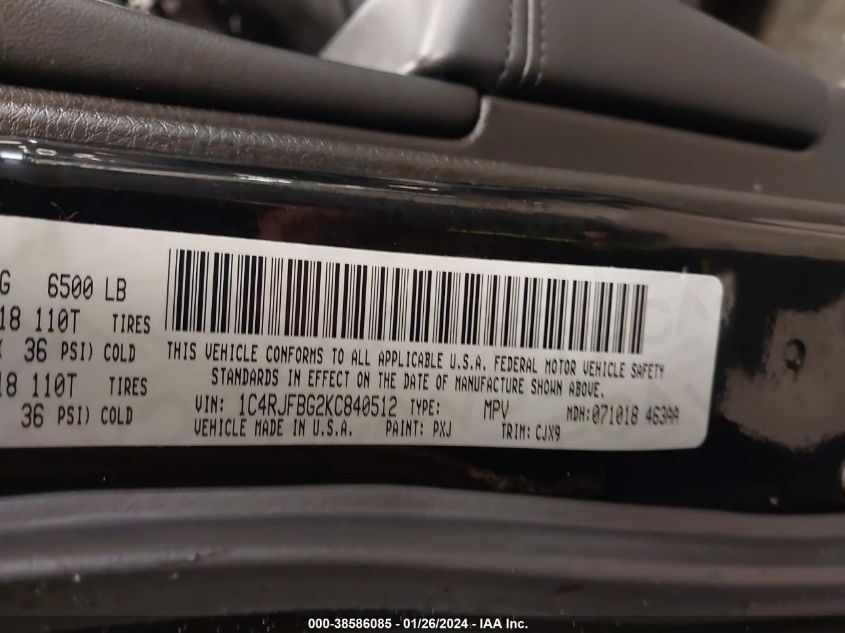 G 6500 LB
18 110T TIRES
36 PSI) COLD
18 110T TIRES
36 PSI) COLD
THIS VEHICLE CONFORMS TO ALL APPLICABLE U.S.A. FEDERAL MOTOR VEHICLE SAFETY
STANDARDS IN EFFECT ON THE DATE OF MANUFACTURE SHOWN ABOVE.
VIN: 1C4RJFBG2KC840512 TYPE: MPV MDH:071018 463AA
VEHICLE MADE IN U.S.A. PAINT: PXJ TRIM: CJX9
000-38586085 - 01/26/2024 - IAA Inc.